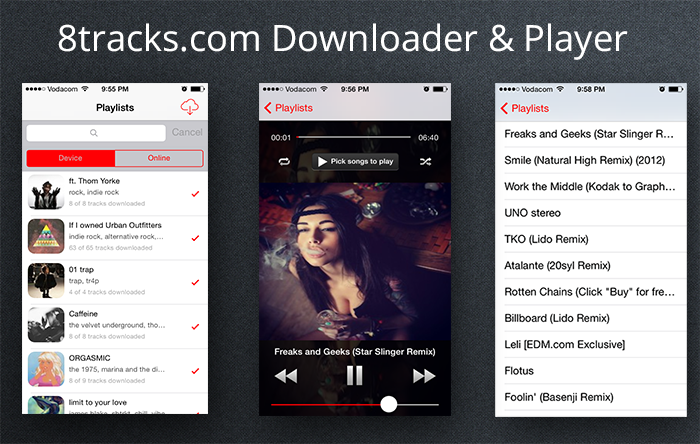 8tracks.com Downloader & Player
Vodacom 9:55 PM
Playlists
Cancel
Device Online
ft. Thom Yorke
rock, indie rock
8 of 8 tracks downloaded
If I owned Urban Outfitters
indie rock, alternative rock,...
63 of 65 tracks downloaded
01 trap
trap, tr4p
4 of 4 tracks downloaded
Caffeine
the velvet underground, tho...
8 of 8 tracks downloaded
ORGASMIC
the 1975, marina and the di...
8 of 9 tracks downloaded
limit to your love
james blake, shtrkt, chill, vibe...
Vodacom 9:56 PM
Playlists
00:01 06:40
Pick songs to play
Freaks and Geeks (Star Slinger Remix)
Vodacom 9:58 PM
Playlists
Freaks and Geeks (Star Slinger R...
Smile (Natural High Remix) (2012)
Work the Middle (Kodak to Graph...
UNO stereo
TKO (Lido Remix)
Atalante (20syl Remix)
Rotten Chains (Click "Buy" for fre...
Billboard (Lido Remix)
Leli [EDM.com Exclusive]
Flotus
Foolin' (Basenji Remix)